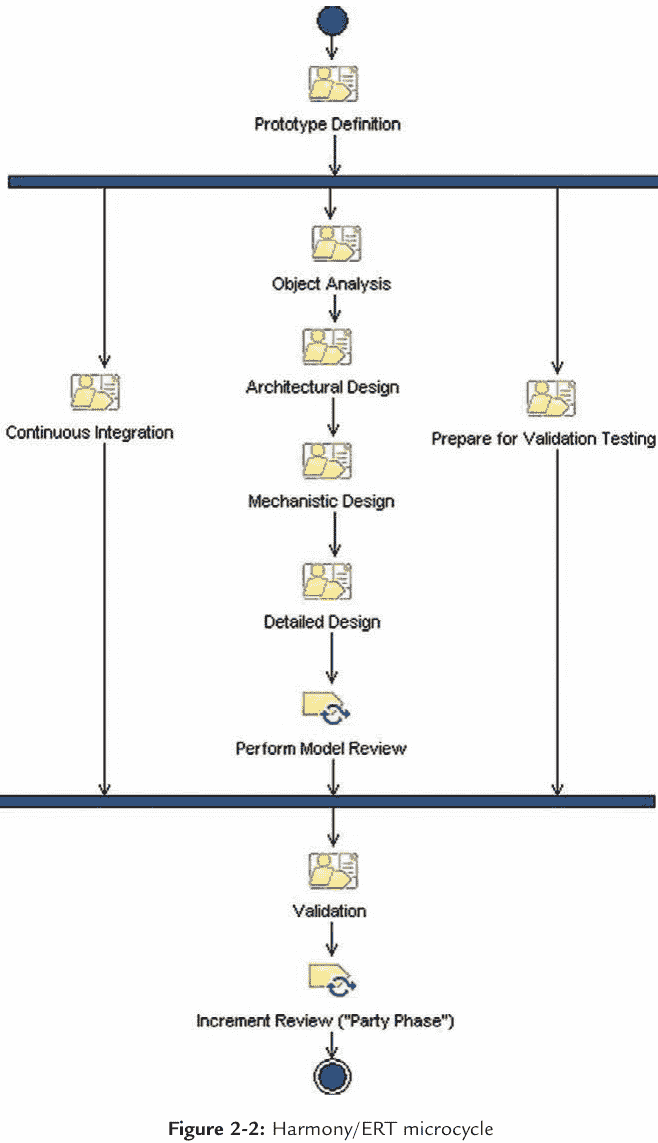 Prototype Definition
Object Analysis
Architectural Design
Continuous Integration
Prepare for Validation Testing
Mechanistic Design
Detailed Design
Perform Model Review
Validation
Increment Review ("Party Phase")
Figure 2-2: Harmony/ERT microcycle